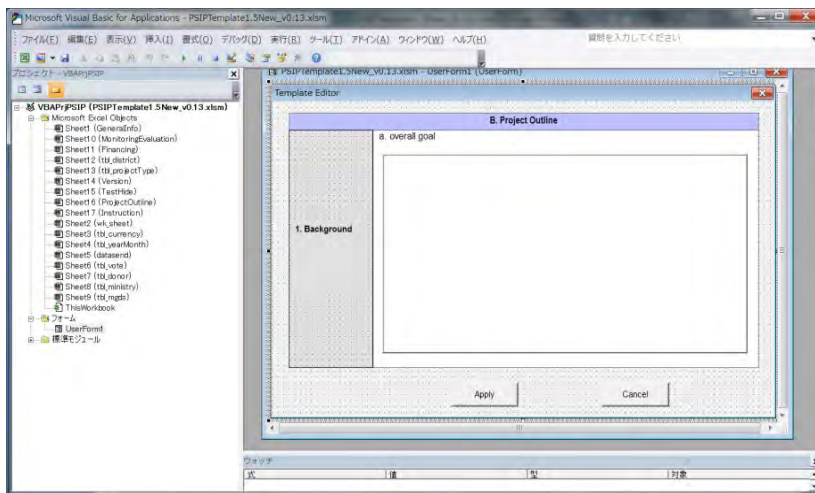 Microsoft Visual Basic for Applications - PSIPTemplate1.5New_v0.13.xlsm
ファイル(F) 編集(E) 表示(V) 挿入(I) 書式(O) デバッグ(D) 実行(R) ツール(T) アドイン(A) ウィンドウ(W) ヘルプ(H)
質問を入力してください
プロジェクト - VBAPrjPSIP
PSIPTemplate1.5New_v0.13.xlsm - UserForm1 (UserForm)
VBAPrjPSIP (PSIPTemplate1.5New_v0.13.xlsm)
Microsoft Excel Objects
Sheet1 (GeneralInfo)
Sheet10 (MonitoringEvaluation)
Sheet11 (Financing)
Sheet12 (tbl_district)
Sheet13 (tbl_projectType)
Sheet14 (Version)
Sheet15 (TestHide)
Sheet16 (ProjectOutline)
Sheet17 (Instruction)
Sheet2 (wk_sheet)
Sheet3 (tbl_currency)
Sheet4 (tbl_yearMonth)
Sheet5 (datasend)
Sheet6 (tbl_vote)
Sheet7 (tbl_donor)
Sheet8 (tbl_ministry)
Sheet9 (tbl_mgds)
ThisWorkbook
フォーム
UserForm1
標準モジュール
Template Editor
B. Project Outline
a. overall goal
1. Background
Apply Cancel
ウォッチ
式 値 型 対象